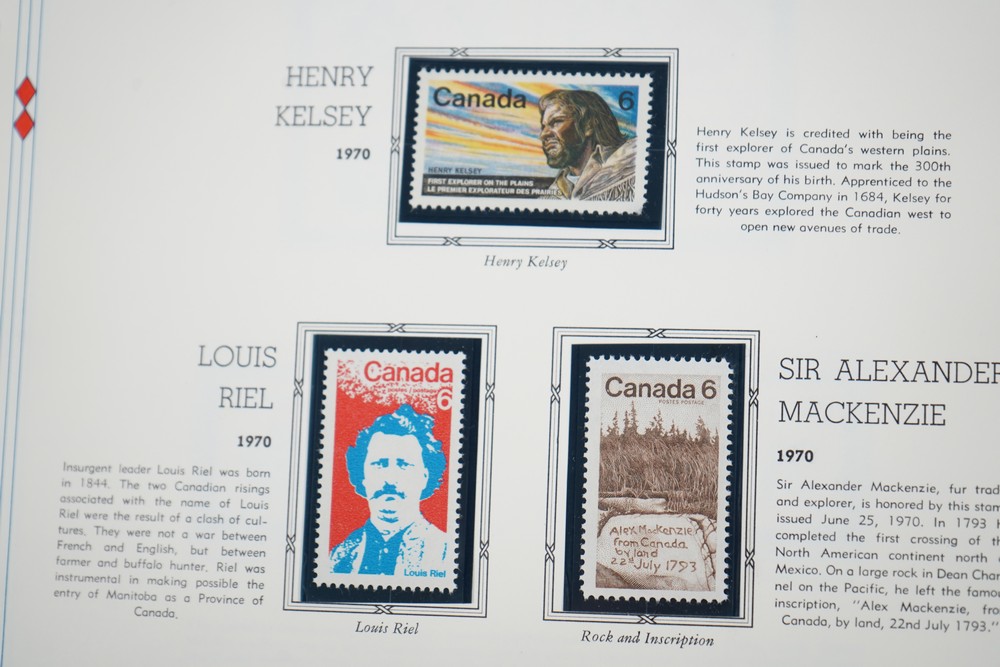 HENRY
KELSEY
1970
Canada 6
HENRY KELSEY
FIRST EXPLORER ON THE PLAINS
LE PREMIER EXPLORATEUR DES PRAIRIES
Henry Kelsey
Henry Kelsey is credited with being the
first explorer of Canada's western plains.
This stamp was issued to mark the 300th
anniversary of his birth. Apprenticed to the
Hudson's Bay Company in 1684, Kelsey for
forty years explored the Canadian west to
open new avenues of trade.
LOUIS
RIEL
1970
Insurgent leader Louis Riel was born
in 1844. The two Canadian risings
associated with the name of Louis
Riel were the result of a clash of cul-
tures. They were not a war between
French and English, but between
farmer and buffalo hunter. Riel was
instrumental in making possible the
entry of Manitoba as a Province of
Canada.
Canada
postes / postage
6
Louis Riel
Louis Riel
Canada 6
POSTES POSTAGE
Alex MacKenzie
from Canada
by land
22nd July 1793
Rock and Inscription
SIR ALEXANDER
MACKENZIE
1970
Sir Alexander Mackenzie, fur trad
and explorer, is honored by this stam
issued June 25, 1970. In 1793 h
completed the first crossing of th
North American continent north o
Mexico. On a large rock in Dean Chan
nel on the Pacific, he left the famou
inscription, "Alex Mackenzie, fro
Canada, by land, 22nd July 1793."